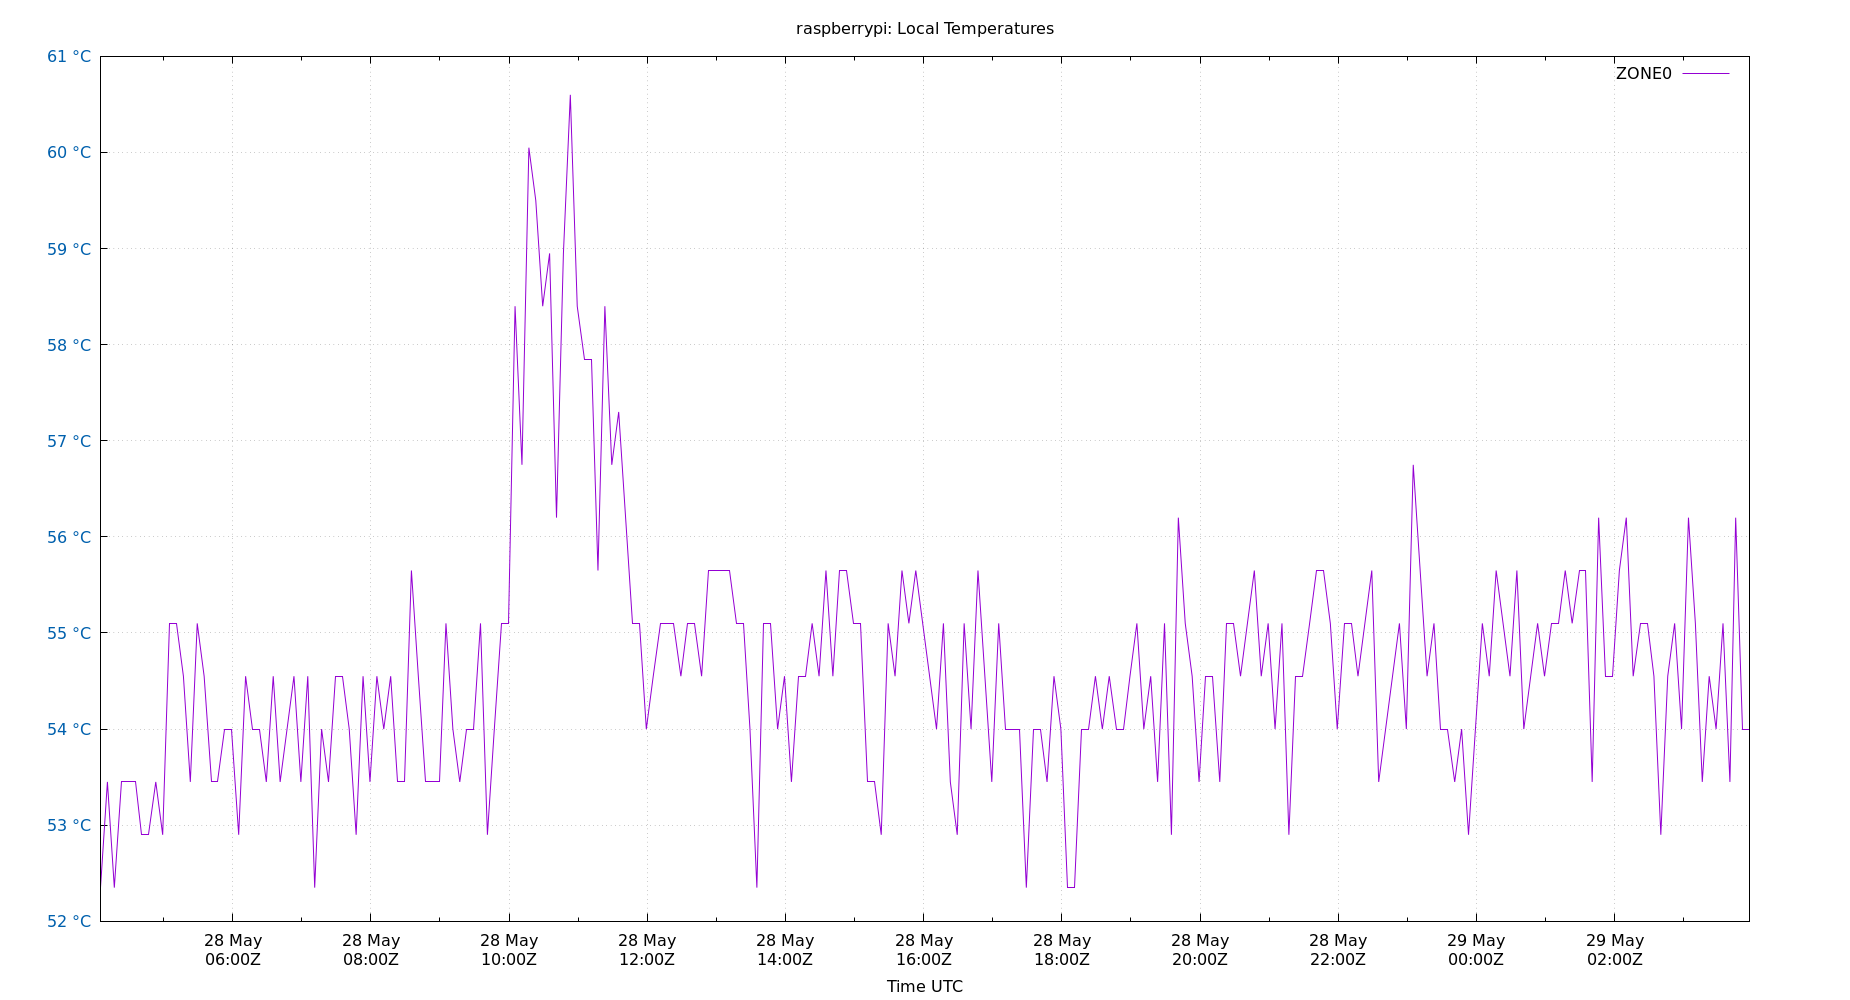 raspberrypi: Local Temperatures
ZONE0
61 °C
60 °C
59 °C
58 °C
57 °C
56 °C
55 °C
54 °C
53 °C
52 °C
28 May 06:00Z
28 May 08:00Z
28 May 10:00Z
28 May 12:00Z
28 May 14:00Z
28 May 16:00Z
28 May 18:00Z
28 May 20:00Z
28 May 22:00Z
29 May 00:00Z
29 May 02:00Z
Time UTC